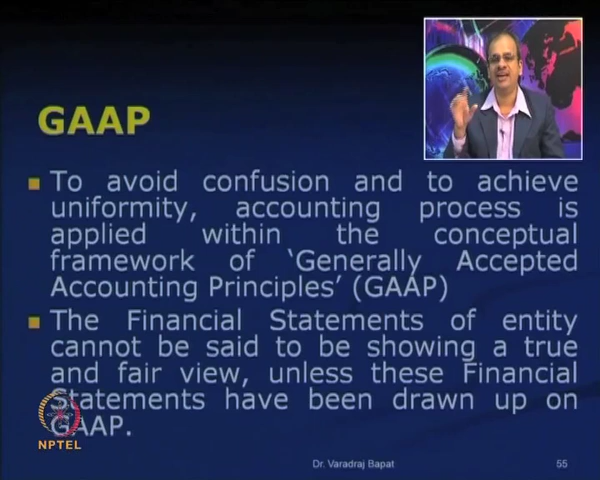 GAAP
To avoid confusion and to achieve
uniformity, accounting process is
applied within the conceptual
framework of ‘Generally Accepted
Accounting Principles’ (GAAP)
The Financial Statements of entity
cannot be said to be showing a true
and fair view, unless these Financial
Statements have been drawn up on
GAAP.
NPTEL
Dr. Varadraj Bapat
55